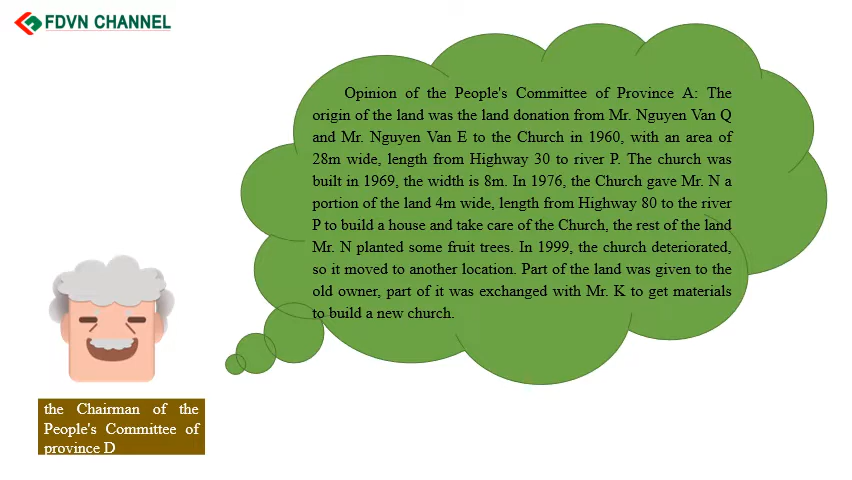 FDVN CHANNEL
Opinion of the People's Committee of Province A: The
origin of the land was the land donation from Mr. Nguyen Van Q
and Mr. Nguyen Van E to the Church in 1960, with an area of
28m wide, length from Highway 30 to river P. The church was
built in 1969, the width is 8m. In 1976, the Church gave Mr. N a
portion of the land 4m wide, length from Highway 80 to the river
P to build a house and take care of the Church, the rest of the land
Mr. N planted some fruit trees. In 1999, the church deteriorated,
so it moved to another location. Part of the land was given to the
old owner, part of it was exchanged with Mr. K to get materials
to build a new church.
the Chairman of the
People's Committee of
province D